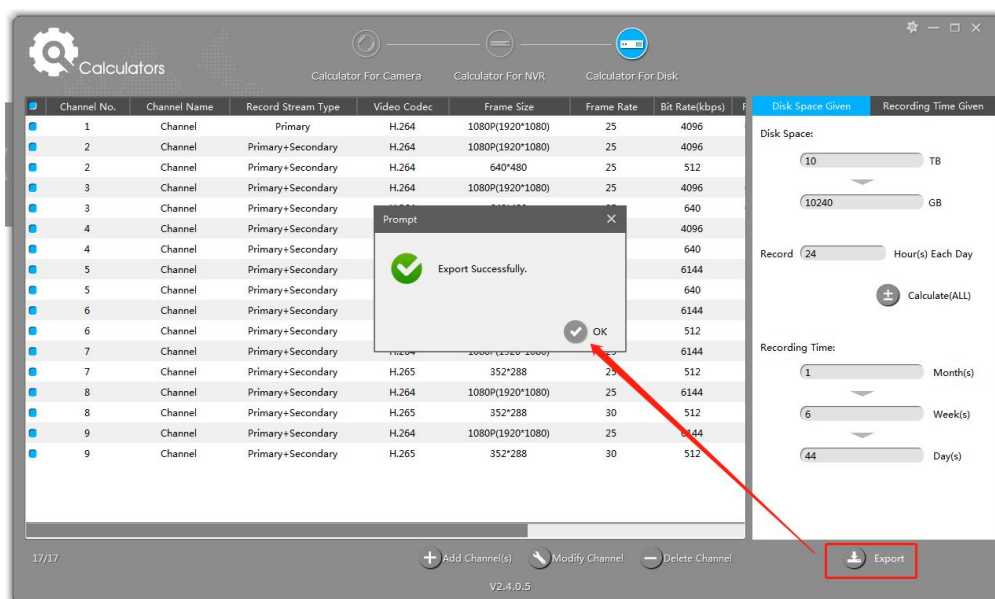 Calculators
Calculator For Camera Calculator For NVR Calculator For Disk
Channel No. Channel Name Record Stream Type Video Codec Frame Size Frame Rate Bit Rate(kbps) Disk Space Given Recording Time Given
1 Channel Primary H.264 1080P(1920*1080) 25 4096
Disk Space:
2 Channel Primary+Secondary H.264 1080P(1920*1080) 25 4096
10 TB
2 Channel Primary+Secondary H.264 640*480 25 512
3 Channel Primary+Secondary H.264 1080P(1920*1080) 25 4096
10240 GB
3 Channel Primary+Secondary 640
Prompt
4 Channel Primary+Secondary 4096
4 Channel Primary+Secondary 640
Record 24 Hour(s) Each Day
5 Channel Primary+Secondary 6144
Export Successfully.
5 Channel Primary+Secondary 640
Calculate(ALL)
6 Channel Primary+Secondary 6144
6 Channel Primary+Secondary 512
OK
7 Channel Primary+Secondary 6144
Recording Time:
7 Channel Primary+Secondary H.265 352*288 25 512
1 Month(s)
8 Channel Primary+Secondary H.264 1080P(1920*1080) 25 6144
8 Channel Primary+Secondary H.265 352*288 30 512
6 Week(s)
9 Channel Primary+Secondary H.264 1080P(1920*1080) 25 6144
9 Channel Primary+Secondary H.265 352*288 30 512
44 Day(s)
17/17 Add Channel(s) Modify Channel Delete Channel Export
V2.4.0.5